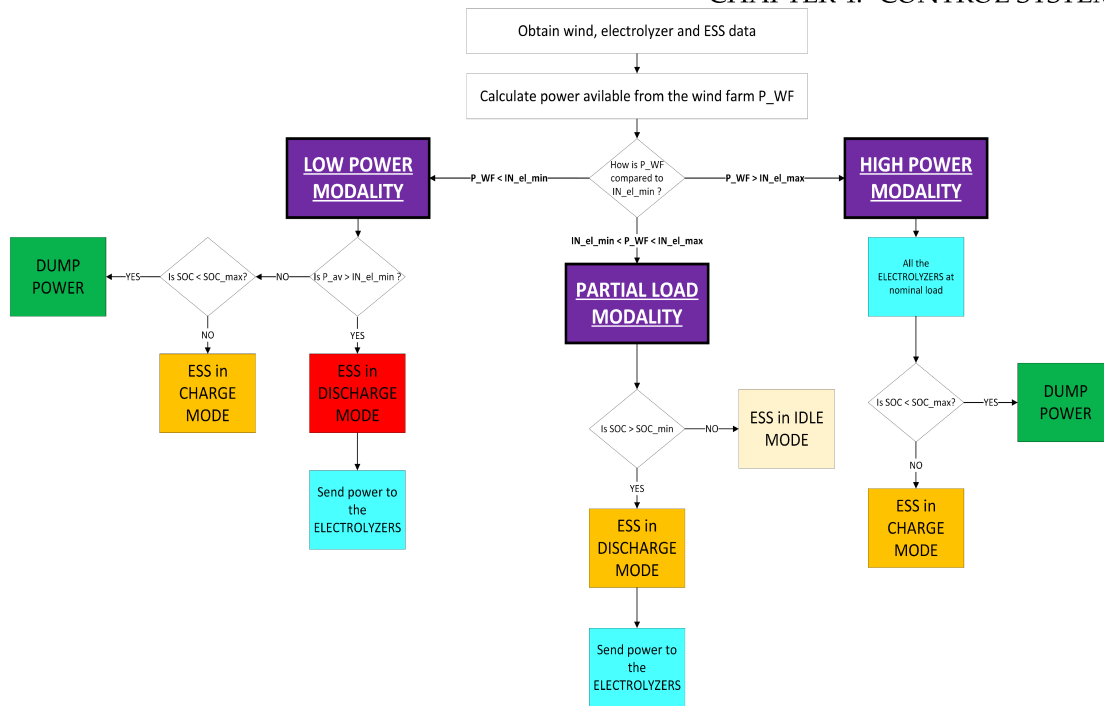 Obtain wind, electrolyzer and ESS data
Calculate power avilable from the wind farm P_WF
How is P_WF
compared to
IN_el_min ?
P_WF < IN_el_min
P_WF > IN_el_max
IN_el_min < P_WF < IN_el_max
LOW POWER
MODALITY
HIGH POWER
MODALITY
PARTIAL LOAD
MODALITY
DUMP
POWER
YES
Is SOC < SOC_max?
NO
Is P_av > IN_el_min ?
NO
YES
ESS in
CHARGE
MODE
ESS in
DISCHARGE
MODE
Send power to
the
ELECTROLYZERS
Is SOC > SOC_min
NO
ESS in IDLE
MODE
YES
ESS in
DISCHARGE
MODE
Send power to
the
ELECTROLYZERS
All the
ELECTROLYZERS at
nominal load
Is SOC < SOC_max?
YES
DUMP
POWER
NO
ESS in
CHARGE
MODE